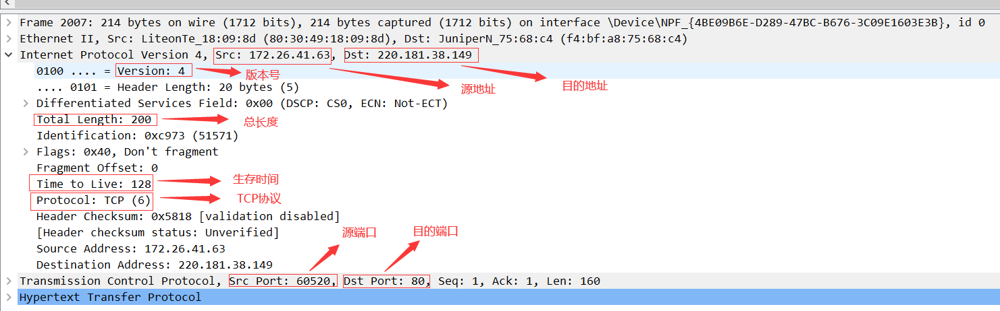 Frame 2007: 214 bytes on wire (1712 bits), 214 bytes captured (1712 bits) on interface \Device\NPF_{4BE09B6E-D289-47BC-B676-3C09E1603E3B}, id 0
Ethernet II, Src: LiteonTe_18:09:8d (80:30:49:18:09:8d), Dst: JuniperN_75:68:c4 (f4:bf:a8:75:68:c4)
Internet Protocol Version 4, Src: 172.26.41.63, Dst: 220.181.38.149
0100 .... = Version: 4 版本号
.... 0101 = Header Length: 20 bytes (5) 源地址 目的地址
Differentiated Services Field: 0x00 (DSCP: CS0, ECN: Not-ECT)
Total Length: 200 总长度
Identification: 0xc973 (51571)
Flags: 0x40, Don't fragment
Fragment Offset: 0
Time to Live: 128 生存时间
Protocol: TCP (6) TCP协议
Header Checksum: 0x5818 [validation disabled]
[Header checksum status: Unverified] 源端口 目的端口
Source Address: 172.26.41.63
Destination Address: 220.181.38.149
Transmission Control Protocol, Src Port: 60520, Dst Port: 80, Seq: 1, Ack: 1, Len: 160
Hypertext Transfer Protocol